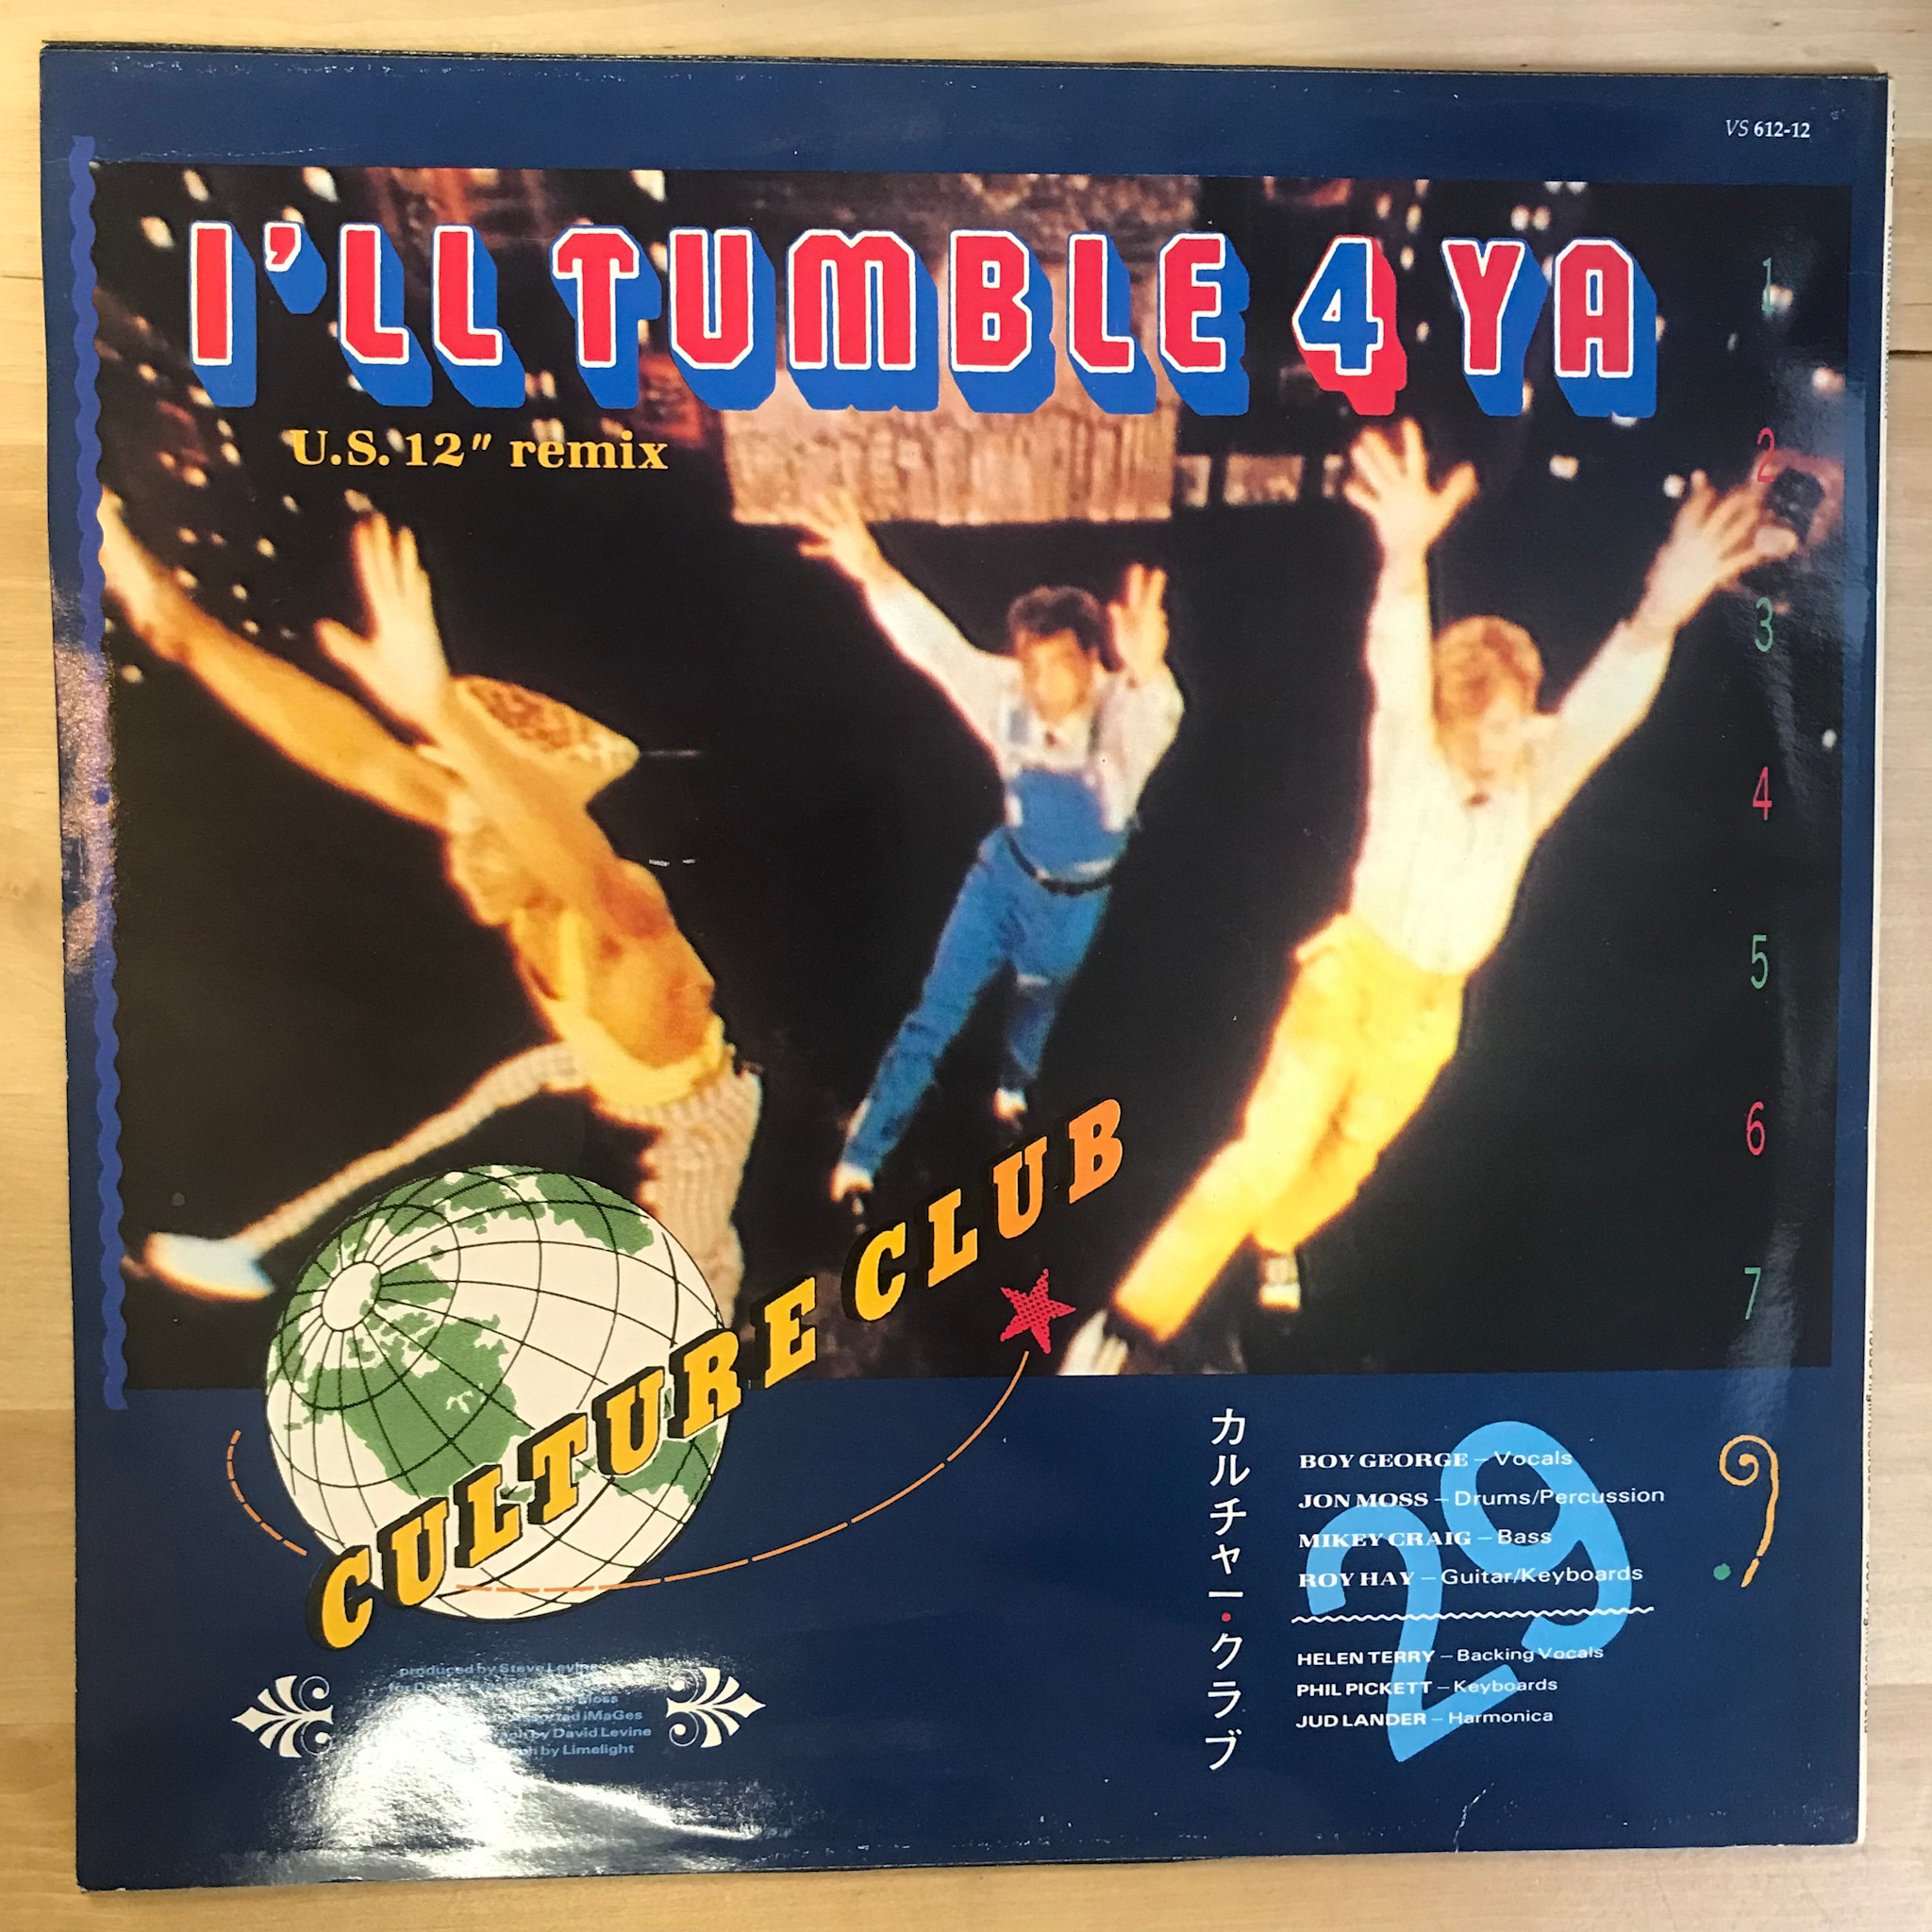 VS 612-12
I'LL TUMBLE 4 YA
U.S. 12" remix
1
2
3
4
5
6
7
CULTURE CLUB
カルチャー・クラブ
29
BOY GEORGE – Vocals
JON MOSS – Drums/Percussion
MIKEY CRAIG – Bass
ROY HAY – Guitar/Keyboards
HELEN TERRY – Backing Vocals
PHIL PICKETT – Keyboards
JUD LANDER – Harmonica
produced by Steve Levine
for
Assorted iMaGes
by David Levine
by Limelight